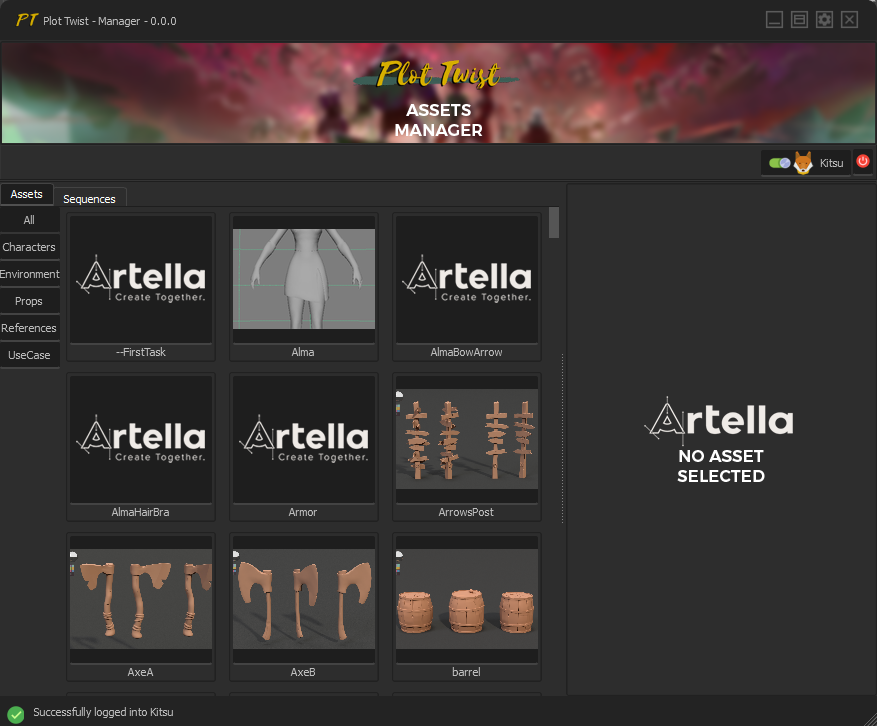 PT Plot Twist - Manager - 0.0.0
Plot Twist
ASSETS
MANAGER
Kitsu
Assets
Sequences
All
Characters
Environment
Props
References
UseCase
Artella
Create Together.
--FirstTask
Alma
Artella
Create Together.
AlmaBowArrow
Artella
Create Together.
AlmaHairBra
Artella
Create Together.
Armor
ArrowsPost
AxeA
AxeB
barrel
Artella
NO ASSET
SELECTED
Successfully logged into Kitsu